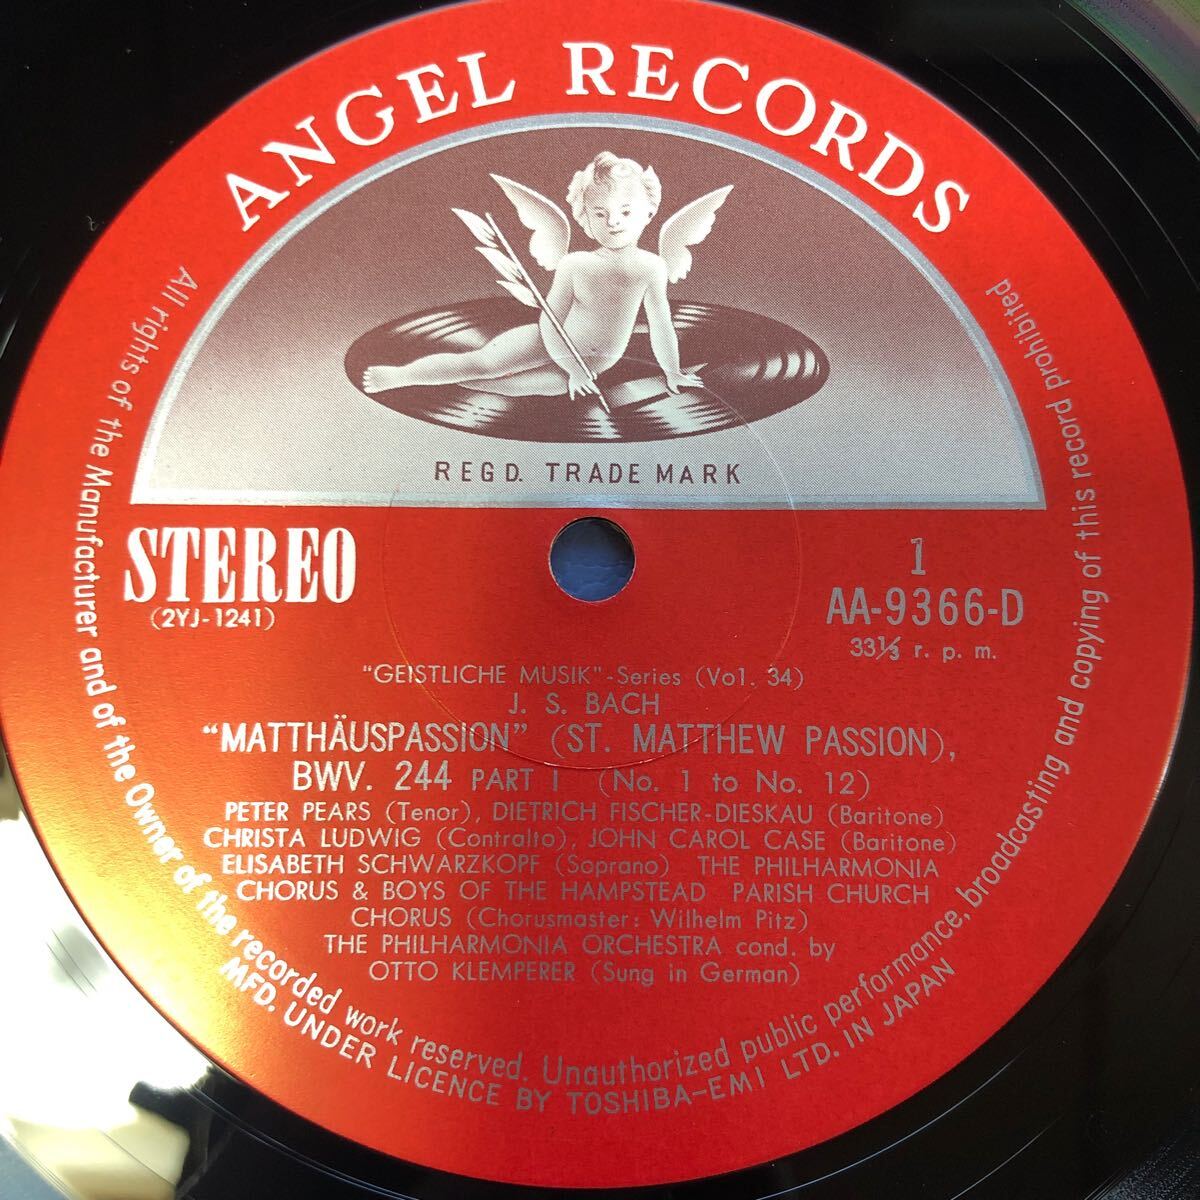 ANGEL RECORDS
REGD. TRADE MARK
STEREO
(2YJ-1241)
1
AA-9366-D
33⅓ r. p. m.
"GEISTLICHE MUSIK"-Series (Vol. 34)
J. S. BACH
"MATTHÄUSPASSION" (ST. MATTHEW PASSION),
BWV. 244 PART I (No. 1 to No. 12)
PETER PEARS (Tenor), DIETRICH FISCHER-DIESKAU (Baritone)
CHRISTA LUDWIG (Contralto), JOHN CAROL CASE (Baritone)
ELISABETH SCHWARZKOPF (Soprano) THE PHILHARMONIA
CHORUS & BOYS OF THE HAMPSTEAD PARISH CHURCH
CHORUS (Chorusmaster: Wilhelm Pitz)
THE PHILHARMONIA ORCHESTRA cond. by
OTTO KLEMPERER (Sung in German)
All rights of the Manufacturer and of the Owner of the recorded work reserved. Unauthorized public performance, broadcasting and copying of this record prohibited
MFD. UNDER LICENCE BY TOSHIBA-EMI LTD. IN JAPAN